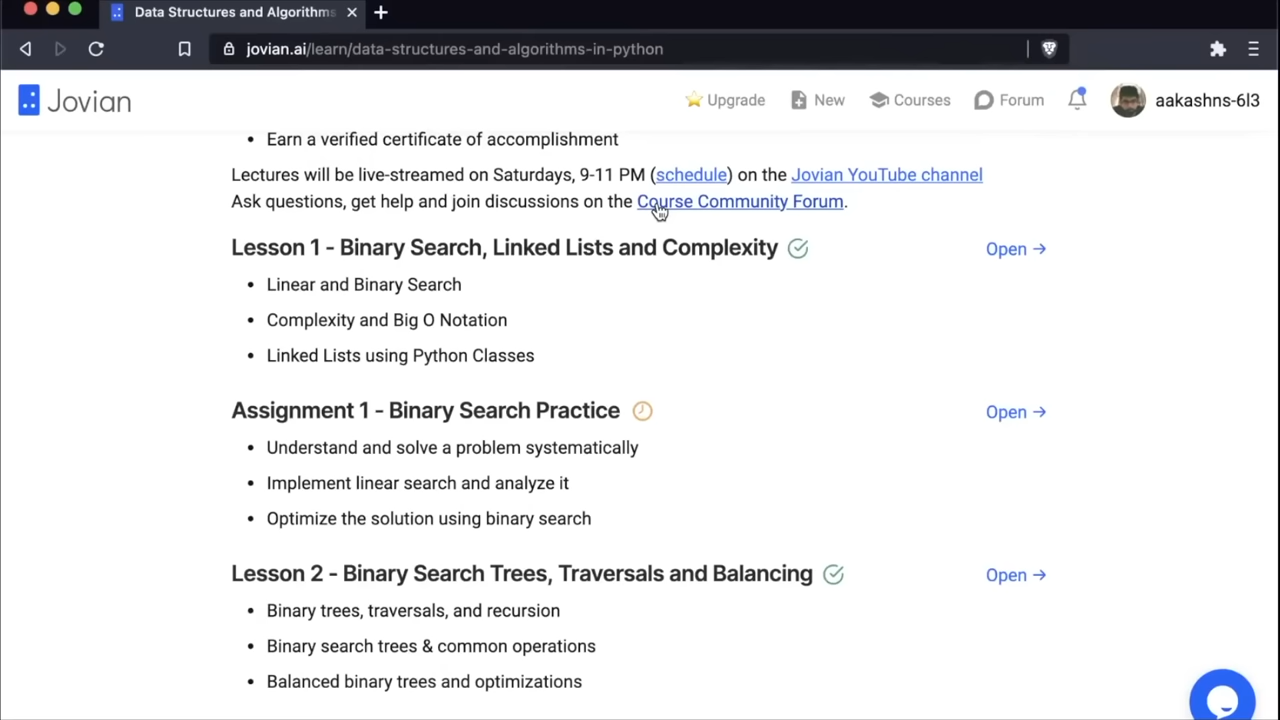 Data Structures and Algorithms
jovian.ai/learn/data-structures-and-algorithms-in-python
Jovian
Upgrade
New
Courses
Forum
aakashns-6l3
Earn a verified certificate of accomplishment
Lectures will be live-streamed on Saturdays, 9-11 PM (schedule) on the Jovian YouTube channel
Ask questions, get help and join discussions on the Course Community Forum.
Lesson 1 - Binary Search, Linked Lists and Complexity
Open →
Linear and Binary Search
Complexity and Big O Notation
Linked Lists using Python Classes
Assignment 1 - Binary Search Practice
Open →
Understand and solve a problem systematically
Implement linear search and analyze it
Optimize the solution using binary search
Lesson 2 - Binary Search Trees, Traversals and Balancing
Open →
Binary trees, traversals, and recursion
Binary search trees & common operations
Balanced binary trees and optimizations